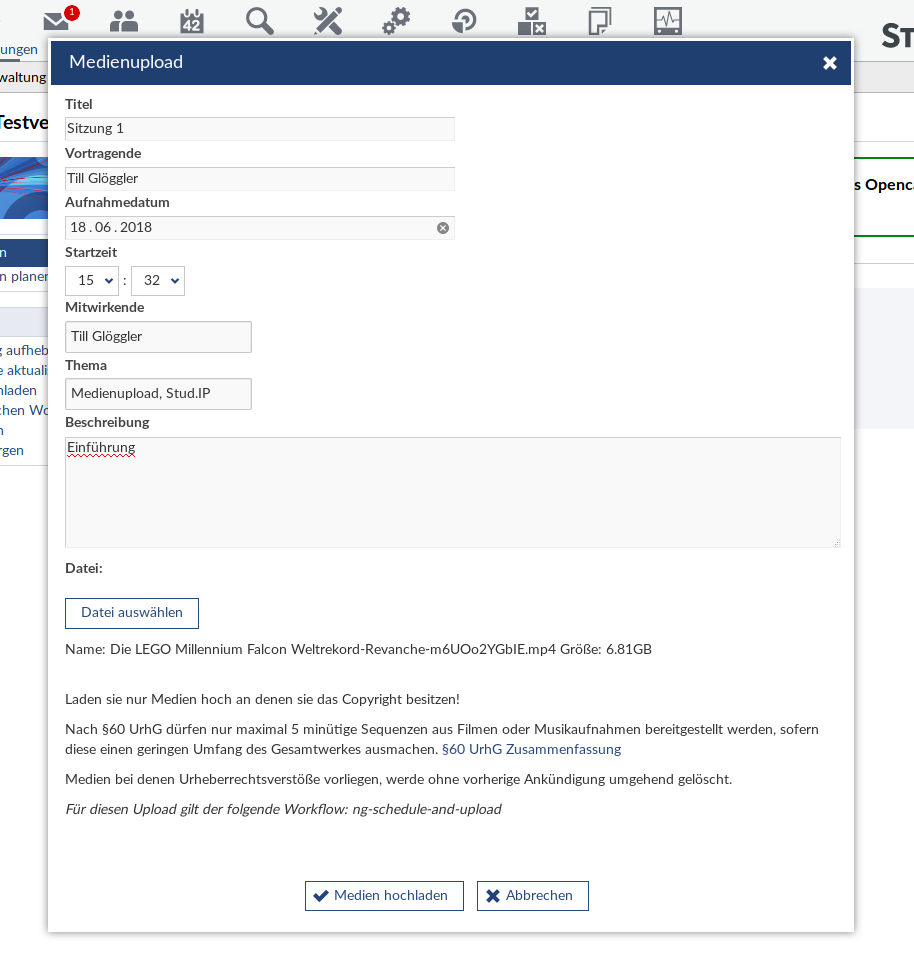 1
42
ungen
St
waltung
Testve
s Openc
n
n planen
g aufheb
e aktuali
nladen
chen Wo
n
rgen
Medienupload
Titel
Sitzung 1
Vortragende
Till Glöggler
Aufnahmedatum
18 . 06 . 2018
Startzeit
15 : 32
Mitwirkende
Till Glöggler
Thema
Medienupload, Stud.IP
Beschreibung
Einführung
Datei:
Datei auswählen
Name: Die LEGO Millennium Falcon Weltrekord-Revanche-m6UOo2YGbIE.mp4 Größe: 6.81GB
Laden sie nur Medien hoch an denen sie das Copyright besitzen!
Nach §60 UrhG dürfen nur maximal 5 minütige Sequenzen aus Filmen oder Musikaufnahmen bereitgestellt werden, sofern
diese einen geringen Umfang des Gesamtwerkes ausmachen. §60 UrhG Zusammenfassung
Medien bei denen Urheberrechtsverstöße vorliegen, werde ohne vorherige Ankündigung umgehend gelöscht.
Für diesen Upload gilt der folgende Workflow: ng-schedule-and-upload
Medien hochladen
Abbrechen